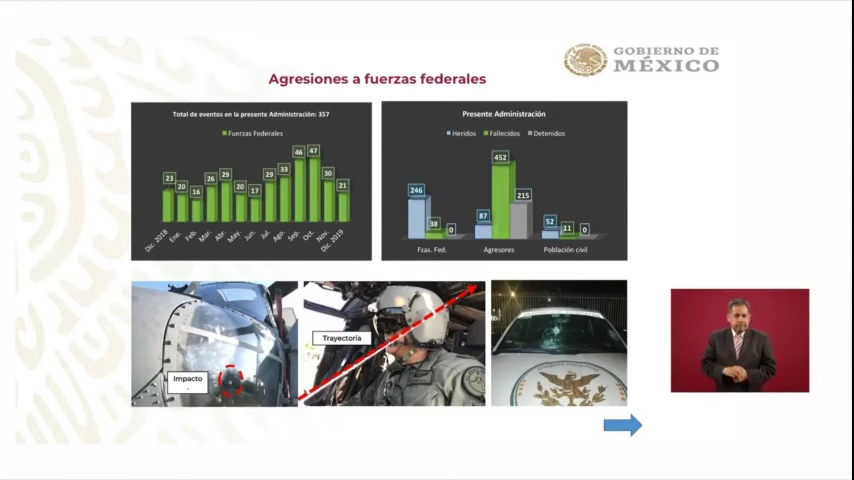 GOBIERNO DE
MÉXICO
Agresiones a fuerzas federales
Total de eventos en la presente Administración: 357
Fuerzas Federales
23
20
16
26
29
20
17
29
33
46
47
30
21
Dic. 2018
Ene.
Feb.
Mar.
Abr.
May.
Jun.
Jul.
Ago.
Sep.
Oct.
Nov.
Dic. 2019
Presente Administración
Heridos Fallecidos Detenidos
246
38
0
87
452
215
52
11
0
Fzas. Fed. Agresores Población civil
Impacto
Trayectoria